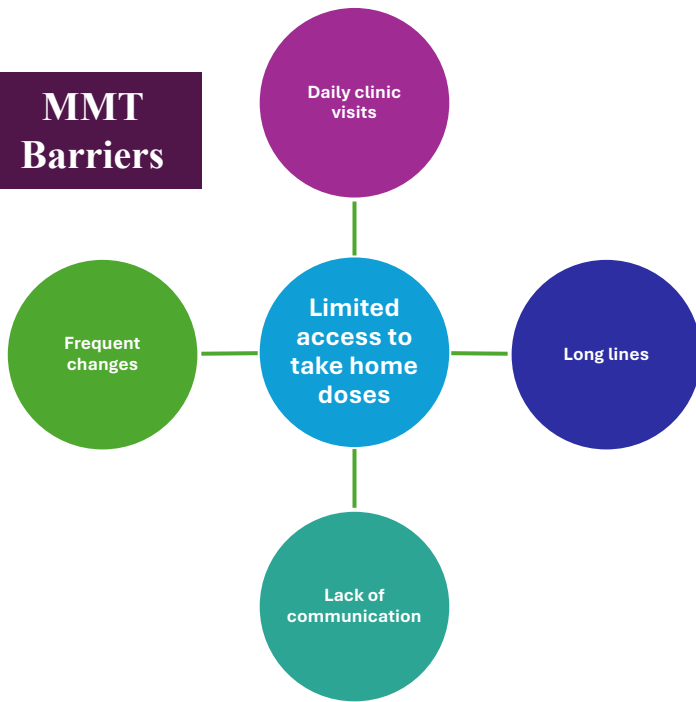 MMT
Barriers
Daily clinic
visits
Frequent
changes
Limited
access to
take home
doses
Long lines
Lack of
communication